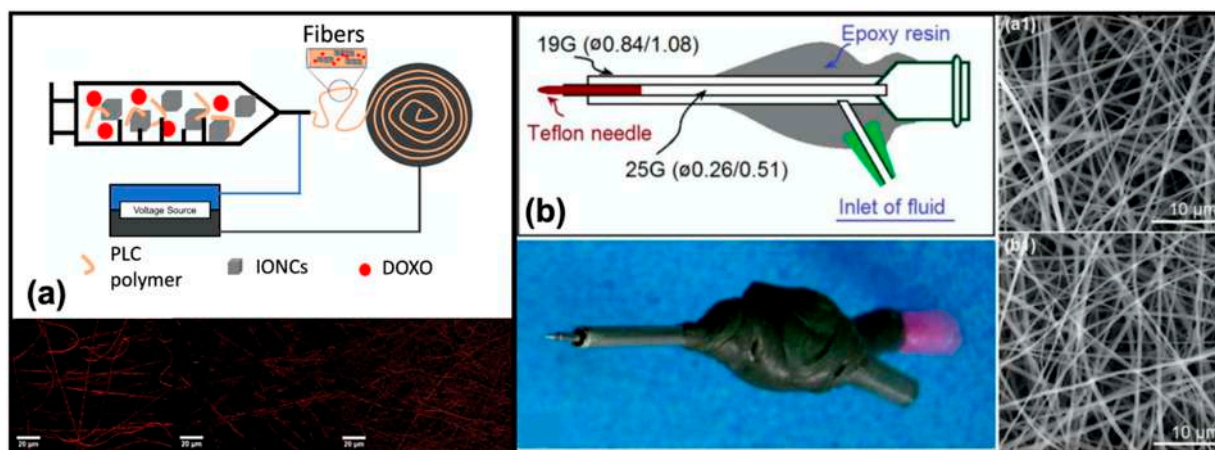 Fibers
Voltage Source
PLC
polymer
IONCs
DOXO
(a)
20 µm
20 µm
20 µm
19G (ø0.84/1.08)
Epoxy resin
Teflon needle
25G (ø0.26/0.51)
(b)
Inlet of fluid
(a1)
10 µm
(b1)
10 µm